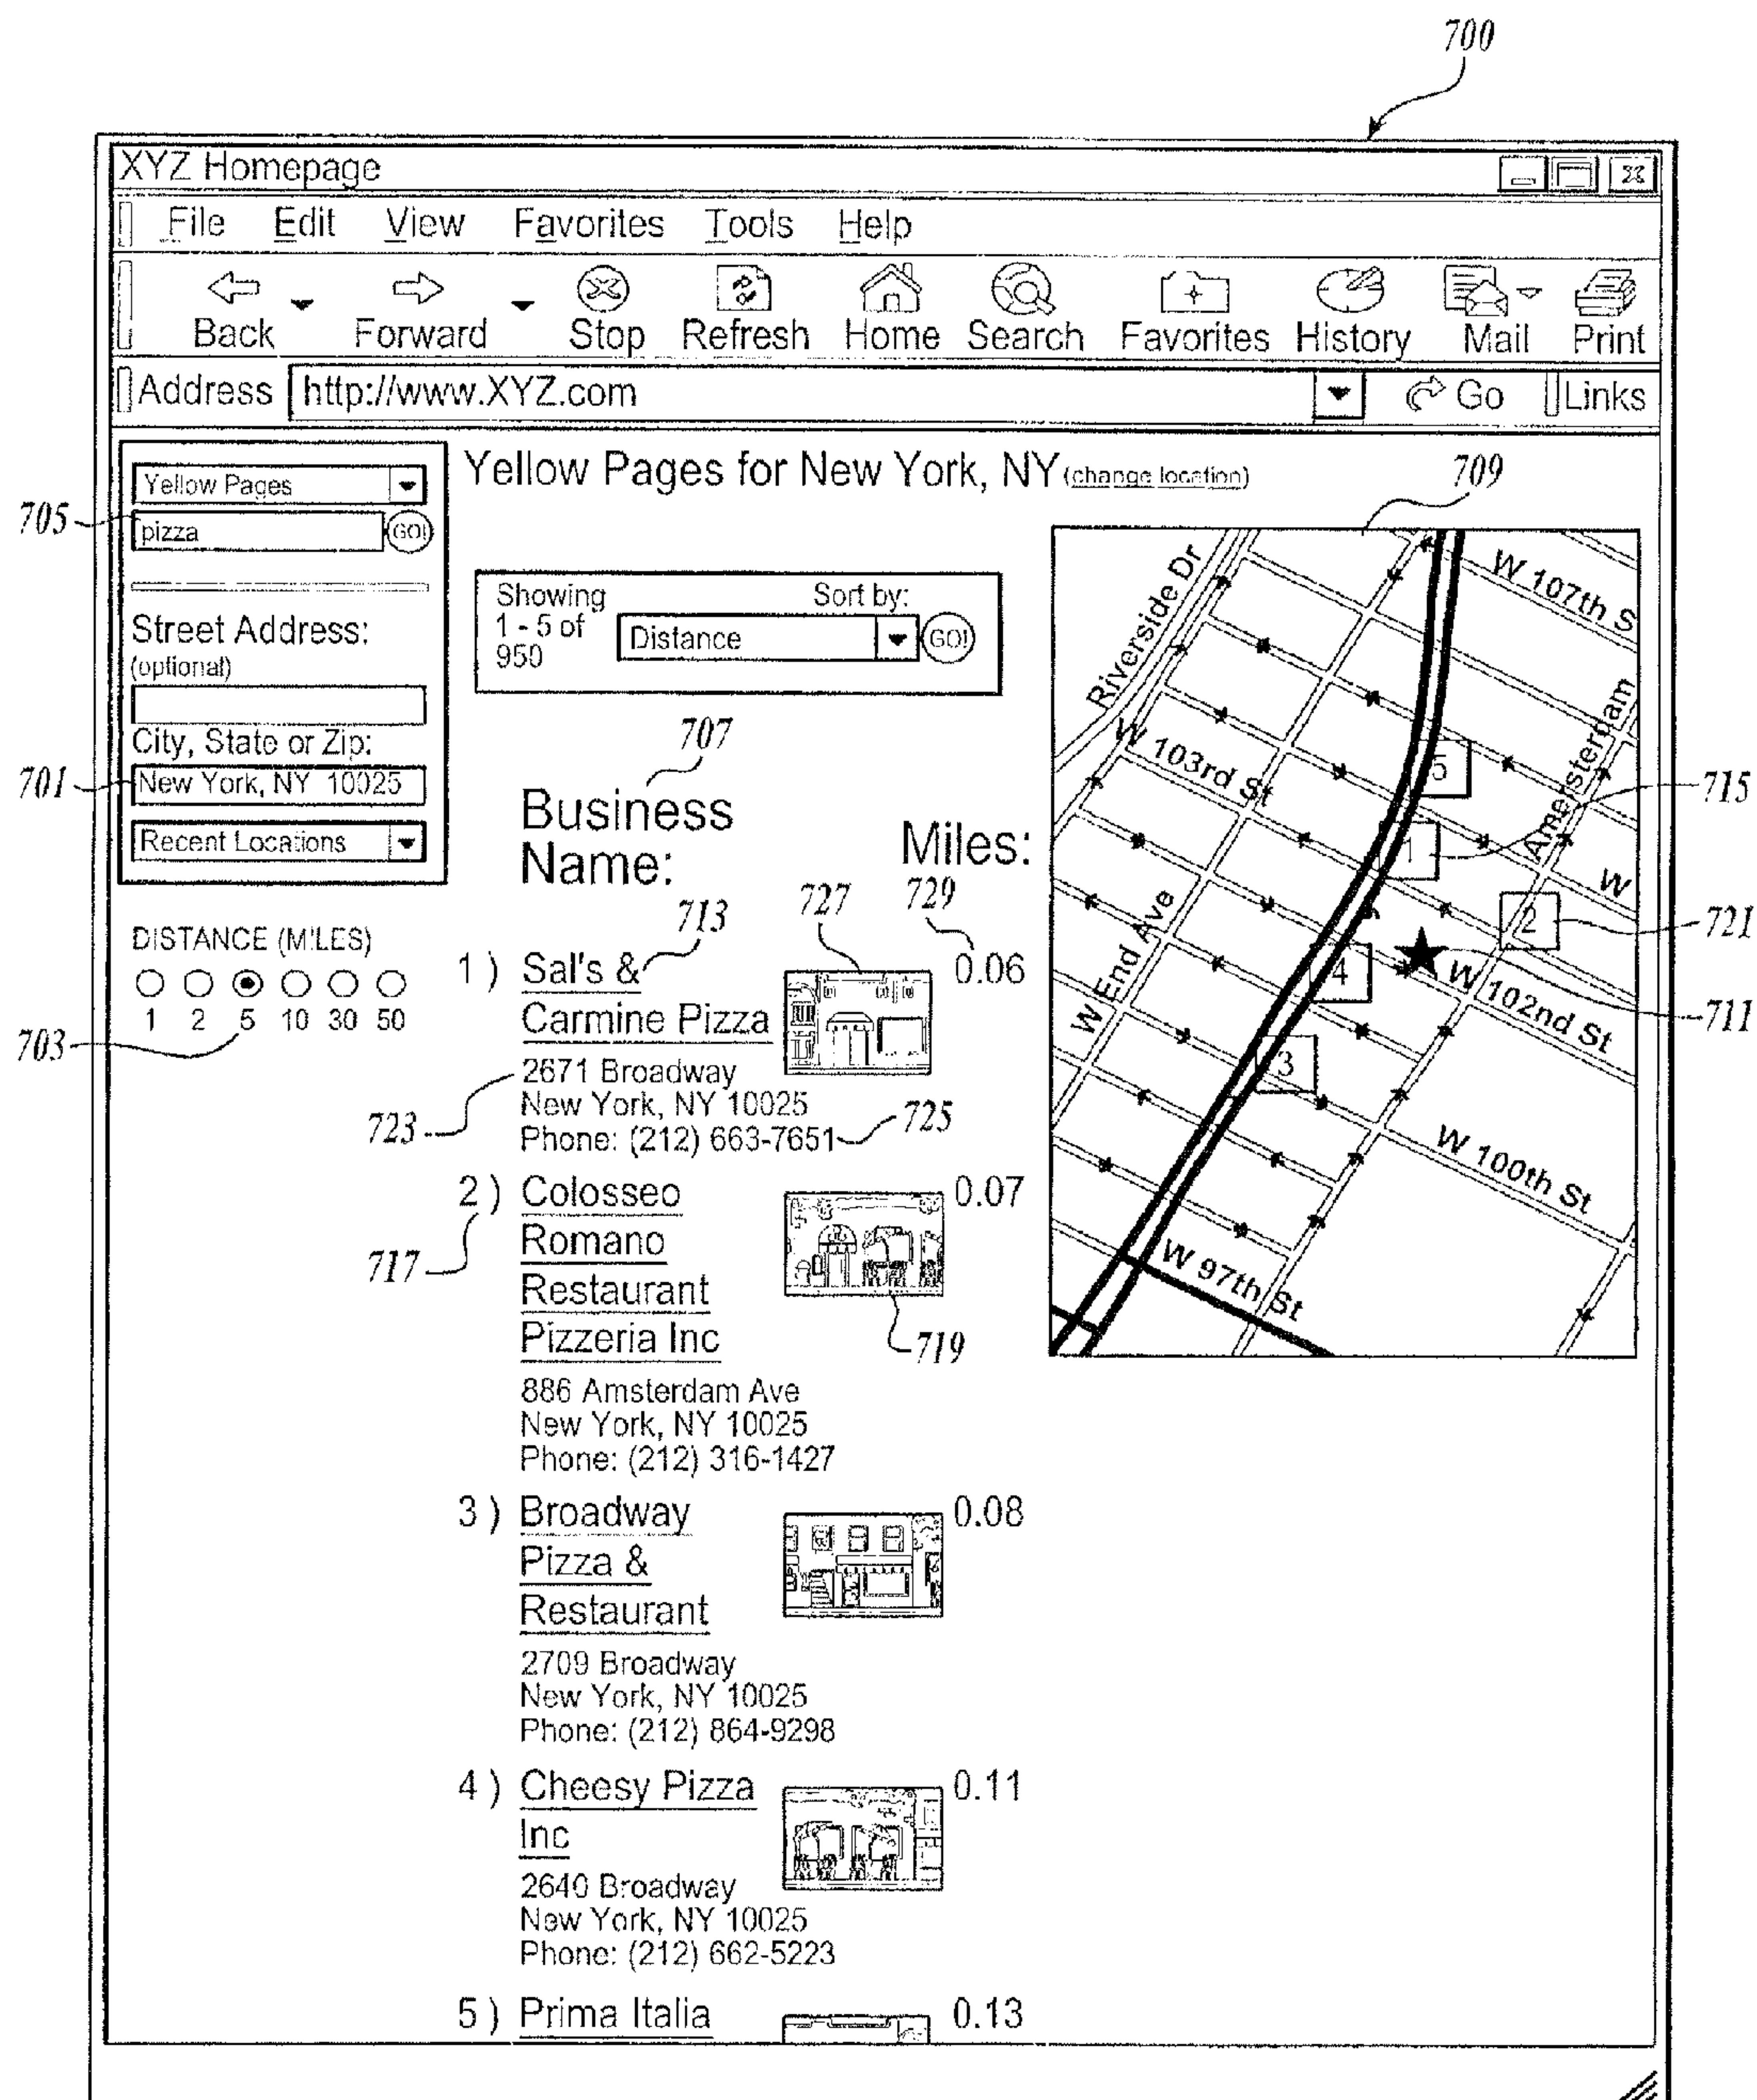 700
XYZ Homepage
File Edit View Favorites Tools Help
Back Forward Stop Refresh Home Search Favorites History Mail Print
Address http://www.XYZ.com Go Links
Yellow Pages
705
pizza GO!
Street Address:
(optional)
City, State or Zip:
701
New York, NY 10025
Recent Locations
DISTANCE (MILES)
1 2 5 10 30 50
703
Yellow Pages for New York, NY (change location)
Showing
1 - 5 of
950
Sort by:
Distance GO!
707
Business
Name:
Miles:
713
727
729
1 ) Sal's &
Carmine Pizza
0.06
723
2671 Broadway
New York, NY 10025
Phone: (212) 663-7651
725
2 ) Colosseo
Romano
Restaurant
Pizzeria Inc
0.07
717
719
886 Amsterdam Ave
New York, NY 10025
Phone: (212) 316-1427
3 ) Broadway
Pizza &
Restaurant
0.08
2709 Broadway
New York, NY 10025
Phone: (212) 864-9298
4 ) Cheesy Pizza
Inc
0.11
2640 Broadway
New York, NY 10025
Phone: (212) 662-5223
5 ) Prima Italia
0.13
709
Riverside Dr
W 107th S
W 103rd St
Amersterdam
5
715
1
W
2
721
W End Ave
4
W 102nd St
711
3
W 100th St
W 97th St